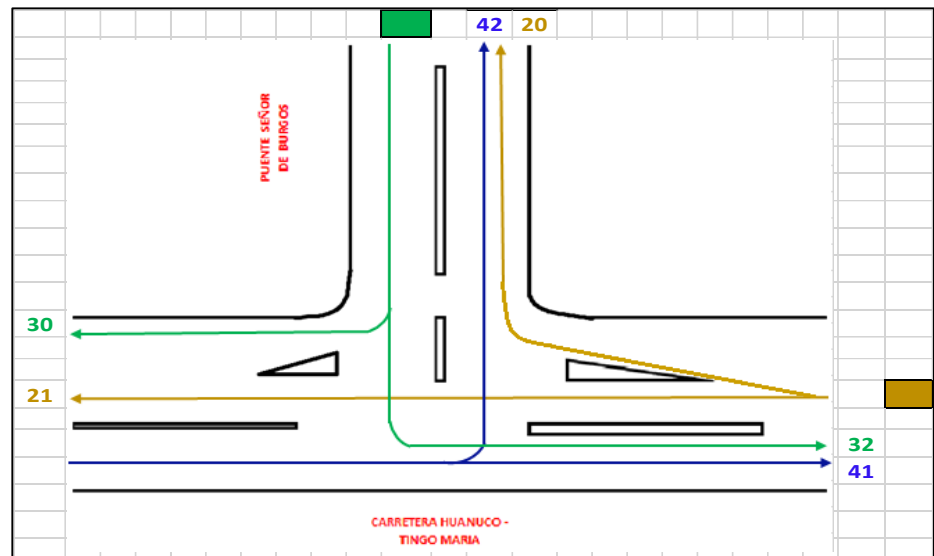 42 20
PUENTE SEÑOR
DE BURGOS
30
21
32
41
CARRETERA HUANUCO -
TINGO MARIA